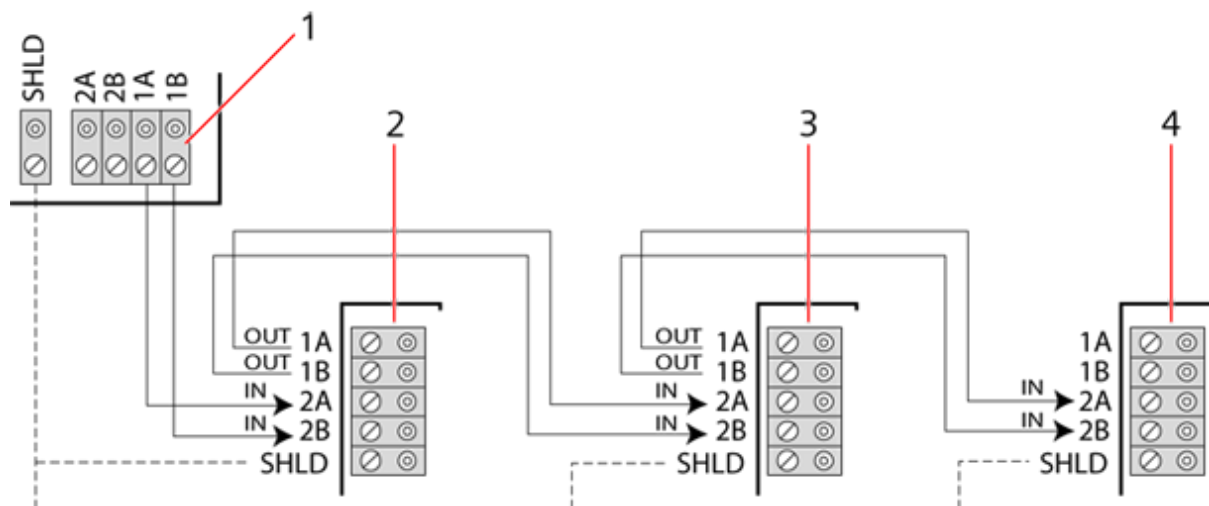 1
SHLD
2A
2B
1A
1B
2
3
4
OUT 1A
OUT 1B
IN 2A
IN 2B
SHLD
OUT 1A
OUT 1B
IN 2A
IN 2B
SHLD
1A
1B
IN 2A
IN 2B
SHLD